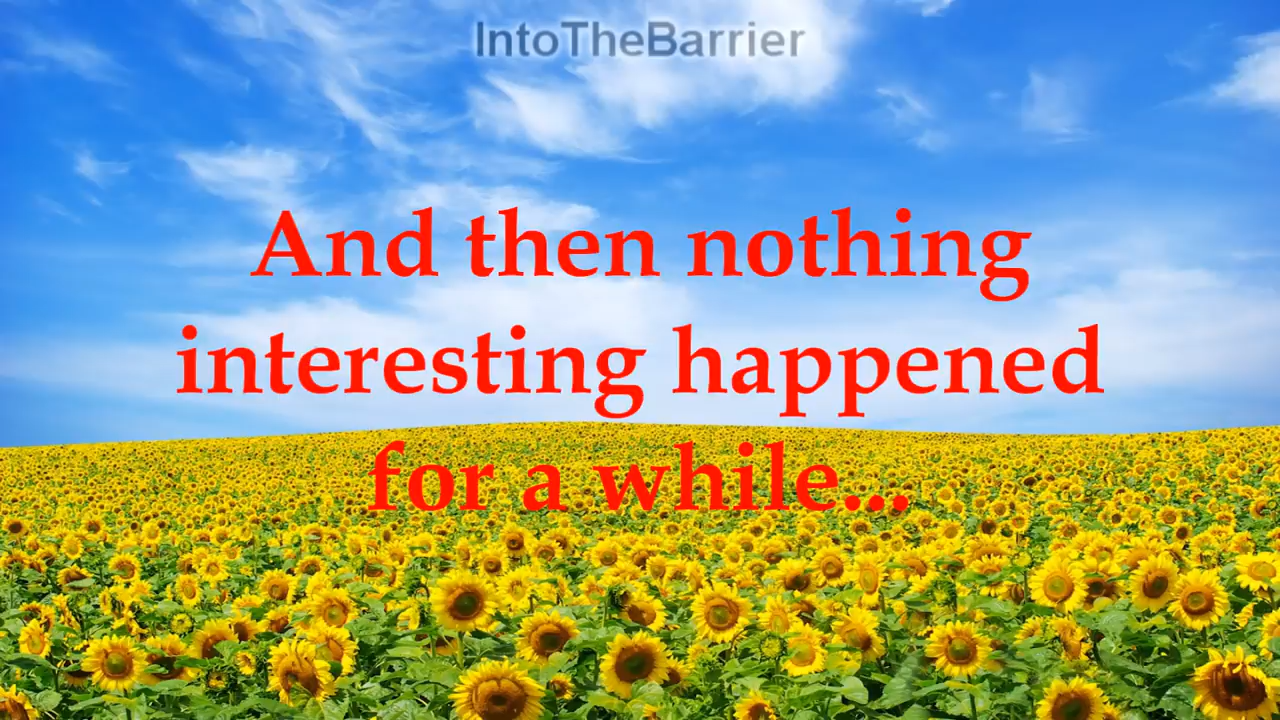 IntoTheBarrier
And then nothing
interesting happened
for a while...